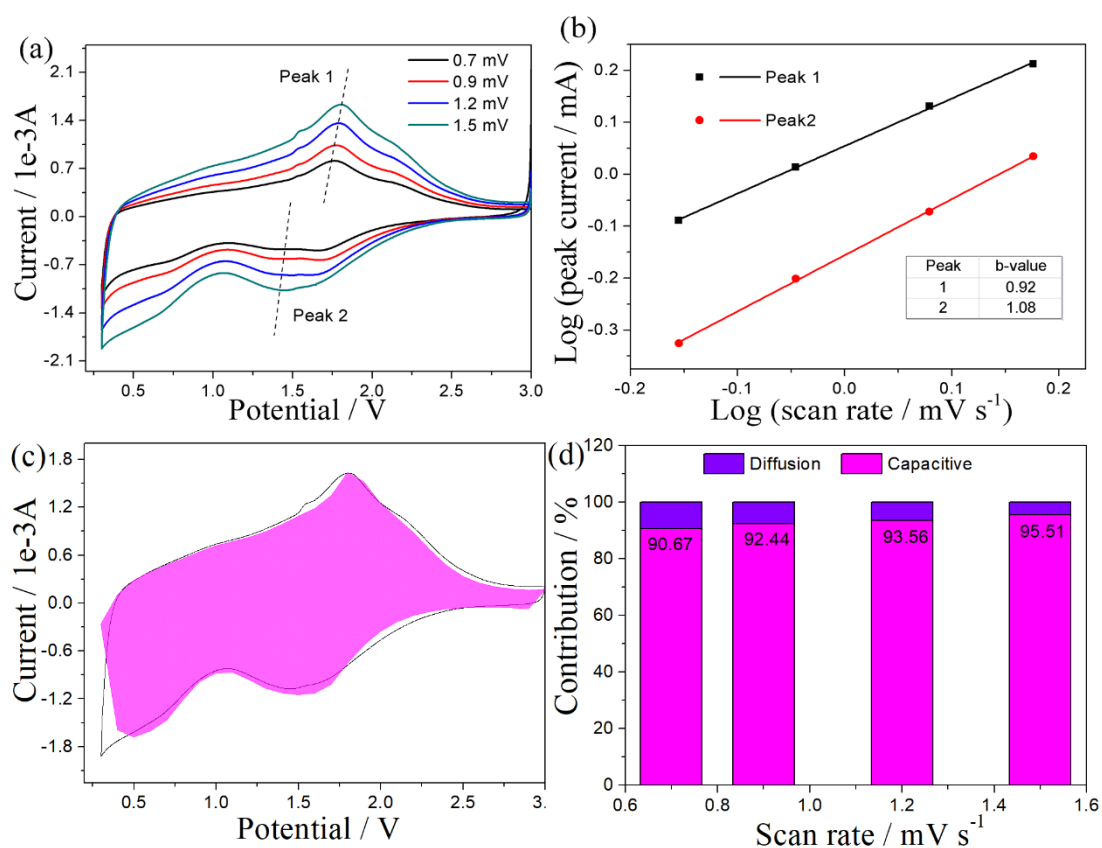 (a)
2.1
1.4
0.7
0.0
-0.7
-1.4
-2.1
Current / 1e-3A
Peak 1
Peak 2
0.7 mV
0.9 mV
1.2 mV
1.5 mV
0.5 1.0 1.5 2.0 2.5 3.0
Potential / V
(b)
0.2
0.1
0.0
-0.1
-0.2
-0.3
Log (peak current / mA)
Peak 1
Peak2
Peak b-value
1 0.92
2 1.08
-0.2 -0.1 0.0 0.1 0.2
Log (scan rate / mV s⁻¹)
(c)
1.8
1.2
0.6
0.0
-0.6
-1.2
-1.8
Current / 1e-3A
0.5 1.0 1.5 2.0 2.5 3.
Potential / V
(d)
120
100
80
60
40
20
0
Contribution / %
Diffusion Capacitive
90.67 92.44 93.56 95.51
0.6 0.8 1.0 1.2 1.4 1.6
Scan rate / mV s⁻¹